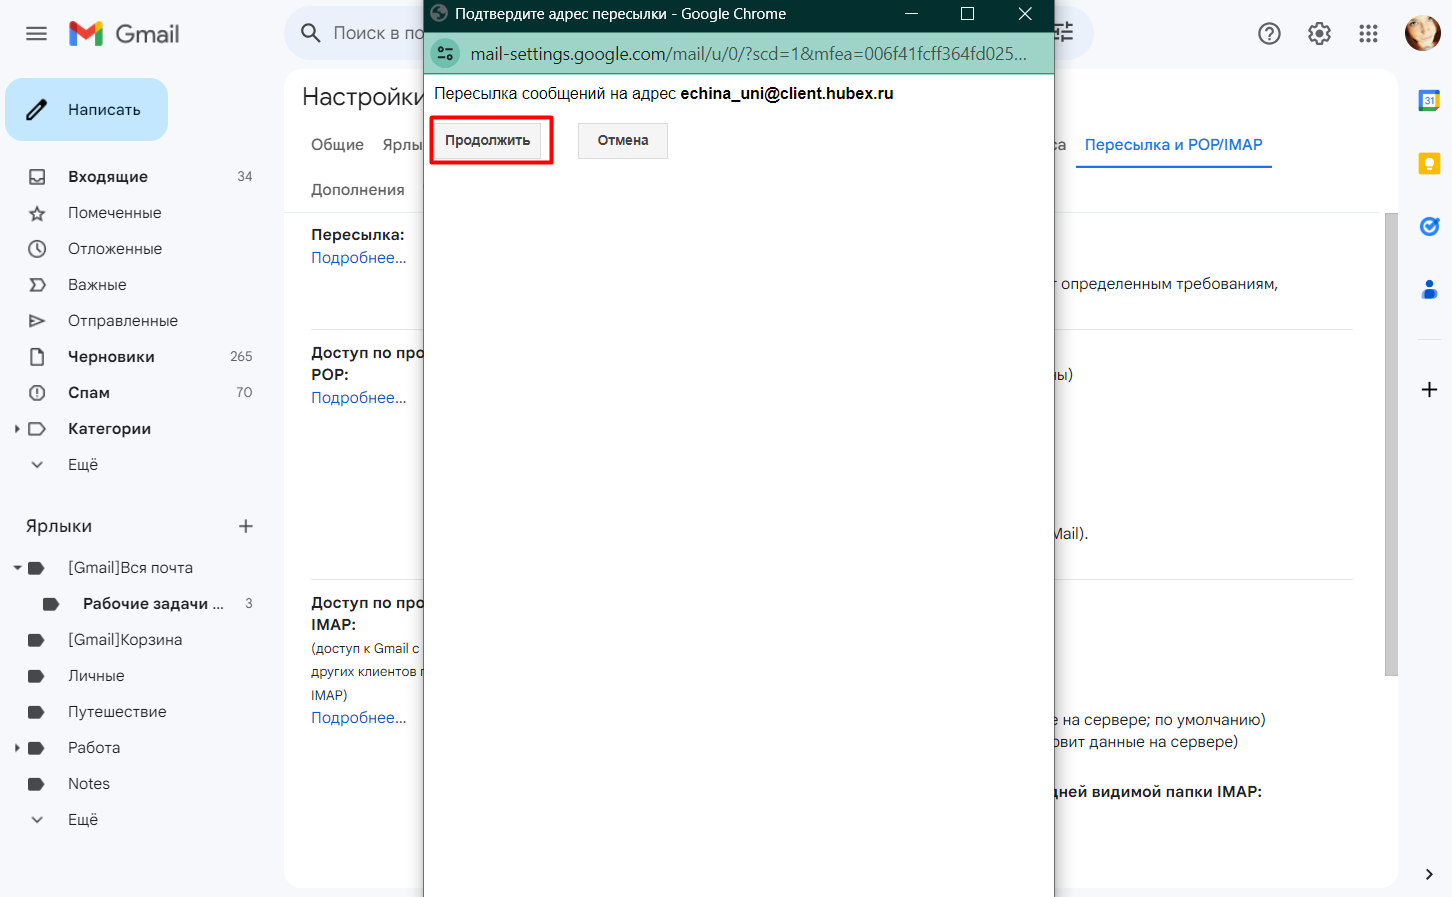 Подтвердите адрес пересылки - Google Chrome
mail-settings.google.com/mail/u/0/?scd=1&mfea=006f41fcff364fd025...
Пересылка сообщений на адрес echina_uni@client.hubex.ru
Продолжить
Отмена
Gmail
Поиск в по
Написать
Входящие 34
Помеченные
Отложенные
Важные
Отправленные
Черновики 265
Спам 70
Категории
Ещё
Ярлыки
[Gmail]Вся почта
Рабочие задачи ... 3
[Gmail]Корзина
Личные
Путешествие
Работа
Notes
Ещё
Настройки
Общие Ярлы са Пересылка и POP/IMAP
Дополнения
Пересылка:
Подробнее...
определенным требованиям,
Доступ по про
POP:
ы)
Подробнее...
Mail).
Доступ по про
IMAP:
(доступ к Gmail с
других клиентов
IMAP)
Подробнее...
на сервере; по умолчанию)
овит данные на сервере)
дней видимой папки IMAP:
31